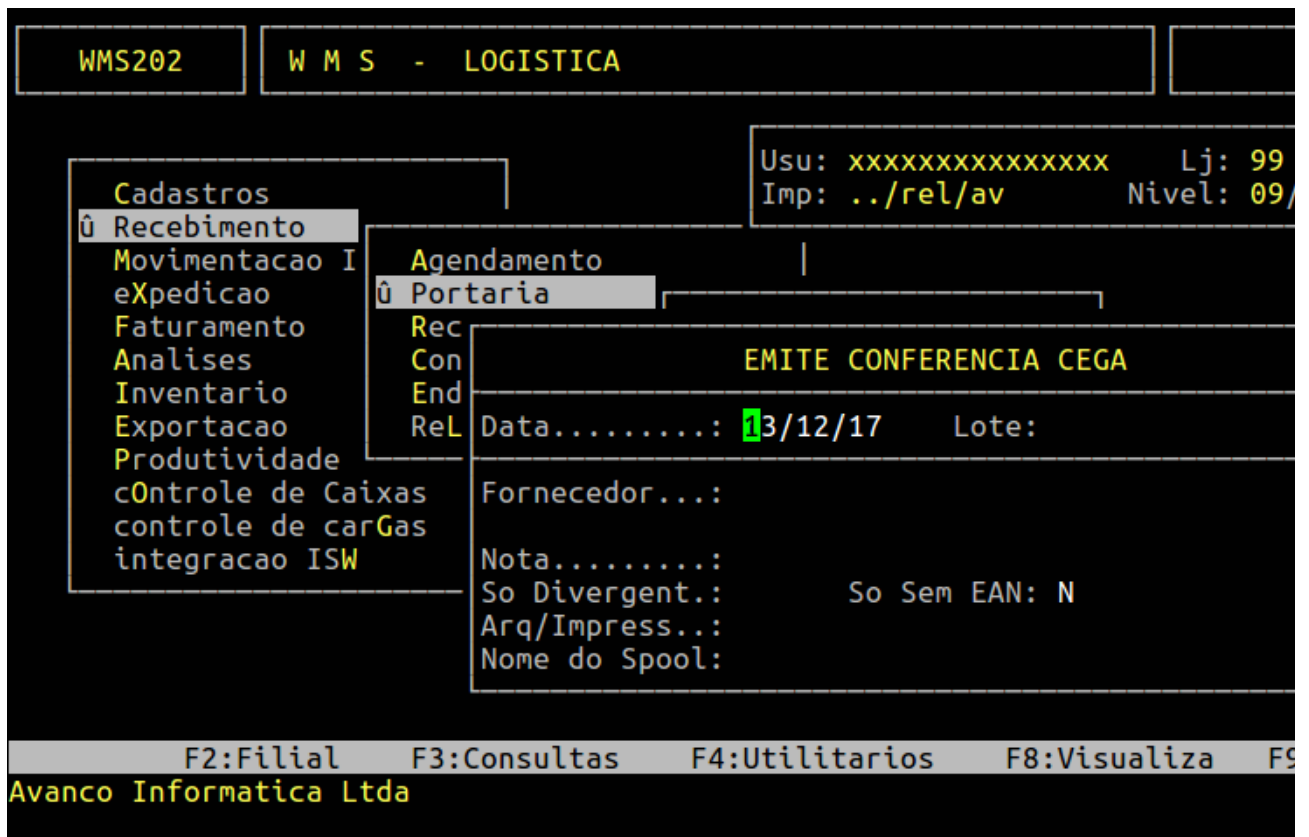 WMS202 W M S - LOGISTICA
Usu: xxxxxxxxxxxxxxx Lj: 99
Imp: ../rel/av Nivel: 09/
Cadastros
û Recebimento
Movimentacao I
eXpedicao
Faturamento
Analises
Inventario
Exportacao
Produtividade
cOntrole de Caixas
controle de carGas
integracao ISW
Agendamento
û Portaria
Rec
Con
End
ReL
EMITE CONFERENCIA CEGA
Data.........: 13/12/17 Lote:
Fornecedor...:
Nota.........:
So Divergent.: So Sem EAN: N
Arq/Impress..:
Nome do Spool:
F2:Filial F3:Consultas F4:Utilitarios F8:Visualiza F9
Avanco Informatica Ltda